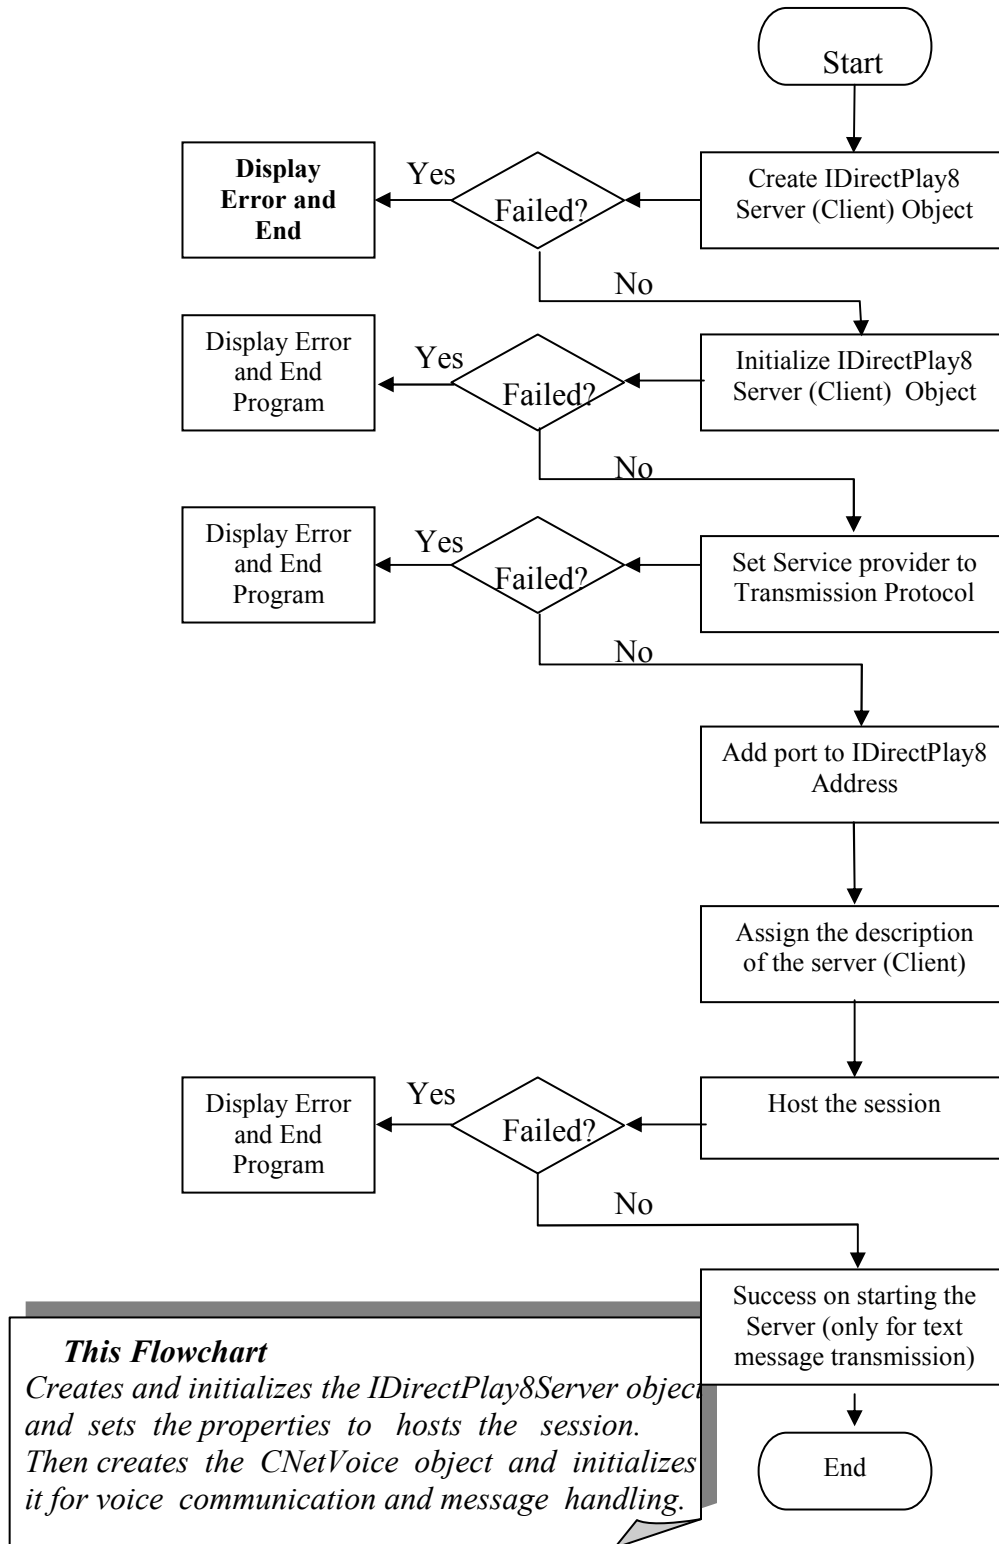 Start
Create IDirectPlay8
Server (Client) Object
Failed?
Yes
Display
Error and
End
No
Initialize IDirectPlay8
Server (Client)  Object
Failed?
Yes
Display Error
and End
Program
No
Set Service provider to
Transmission Protocol
Failed?
Yes
Display Error
and End
Program
No
Add port to IDirectPlay8
Address
Assign the description
of the server (Client)
Host the session
Failed?
Yes
Display Error
and End
Program
No
Success on starting the
Server (only for text
message transmission)
End
This Flowchart
Creates and initializes the IDirectPlay8Server object
and sets the properties to hosts the session.
Then creates the CNetVoice object and initializes
it for voice communication and message handling.